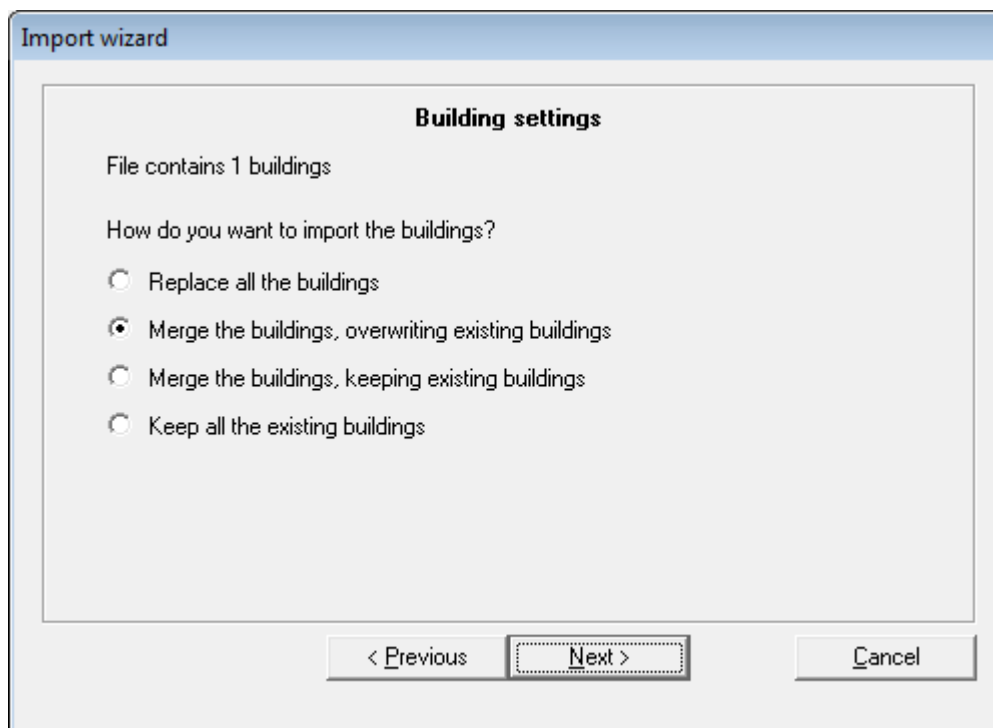 Import wizard
Building settings
File contains 1 buildings
How do you want to import the buildings?
Replace all the buildings
Merge the buildings, overwriting existing buildings
Merge the buildings, keeping existing buildings
Keep all the existing buildings
< Previous Next > Cancel